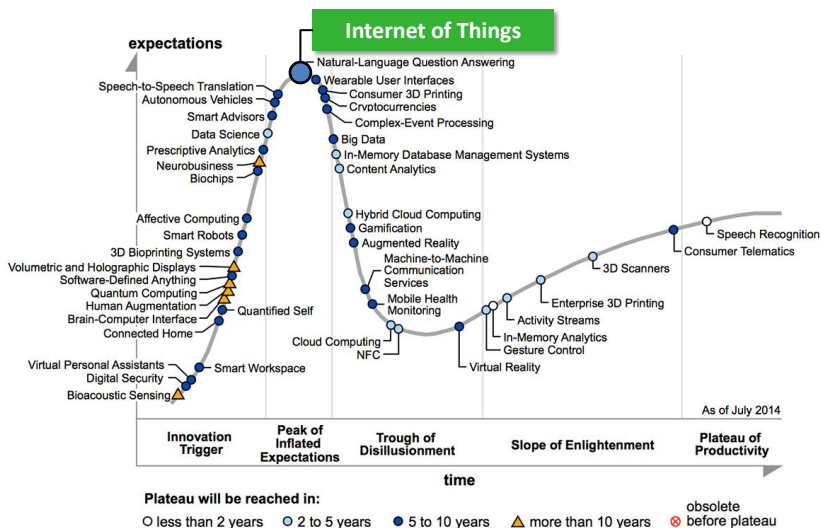 Internet of Things
expectations
Natural-Language Question Answering
Wearable User Interfaces
Speech-to-Speech Translation
Consumer 3D Printing
Autonomous Vehicles
Cryptocurrencies
Smart Advisors
Complex-Event Processing
Data Science
Big Data
Prescriptive Analytics
In-Memory Database Management Systems
Neurobusiness
Content Analytics
Biochips
Affective Computing
Hybrid Cloud Computing
Gamification
Smart Robots
Augmented Reality
3D Bioprinting Systems
Machine-to-Machine
Communication
Services
Volumetric and Holographic Displays
Software-Defined Anything
Quantum Computing
Human Augmentation
Brain-Computer Interface
Connected Home
Quantified Self
Mobile Health
Monitoring
Cloud Computing
NFC
Virtual Reality
Speech Recognition
Consumer Telematics
3D Scanners
Enterprise 3D Printing
Activity Streams
In-Memory Analytics
Gesture Control
Virtual Personal Assistants
Smart Workspace
Digital Security
Bioacoustic Sensing
As of July 2014
Innovation
Trigger
Peak of
Inflated
Expectations
Trough of
Disillusionment
Slope of Enlightenment
Plateau of
Productivity
time
Plateau will be reached in:
less than 2 years
2 to 5 years
5 to 10 years
more than 10 years
obsolete
before plateau